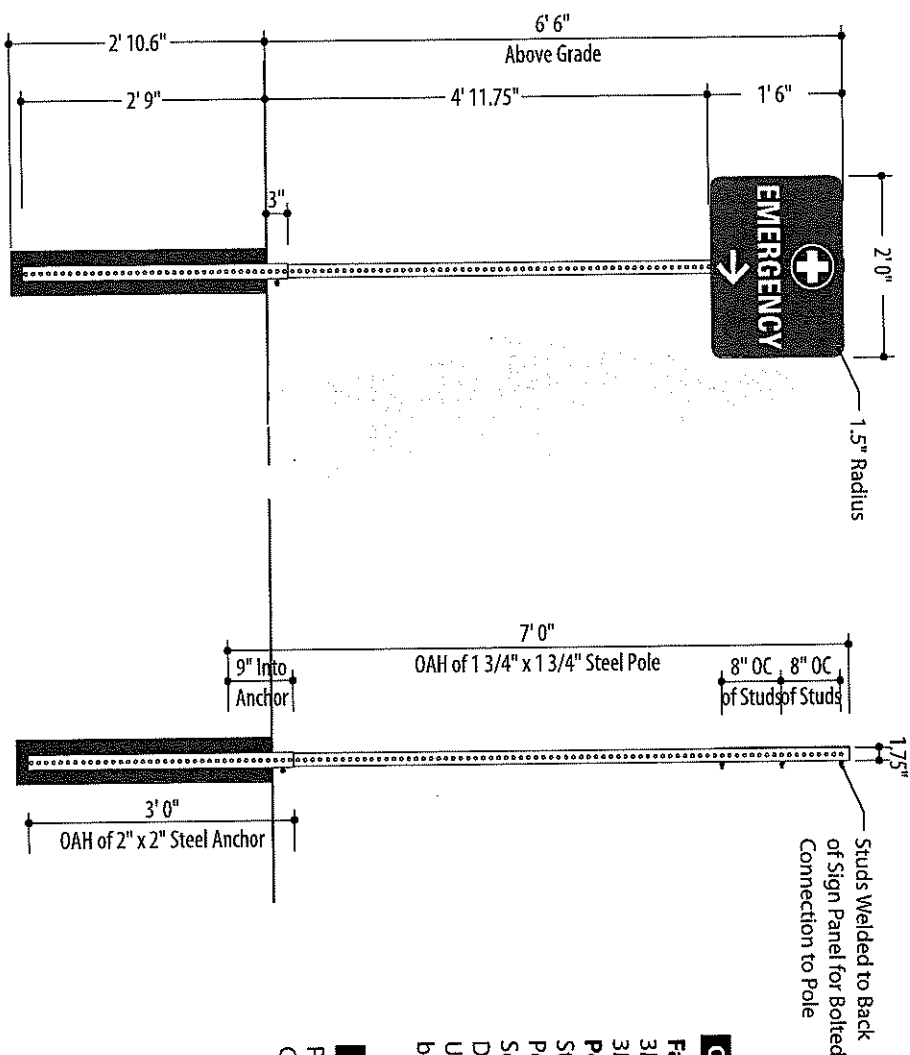 2' 10.6"
6' 6"
Above Grade
2' 9"
4' 11.75"
1' 6"
3"
2' 0"
EMERGENCY
1.5" Radius
7' 0"
OAH of 1 3/4" x 1 3/4" Steel Pole
9" Into
Anchor
8" OC
of Studs
8" OC
of Studs
1.75"
3' 0"
OAH of 2" x 2" Steel Anchor
Studs Welded to Back
of Sign Panel for Bolted
Connection to Pole